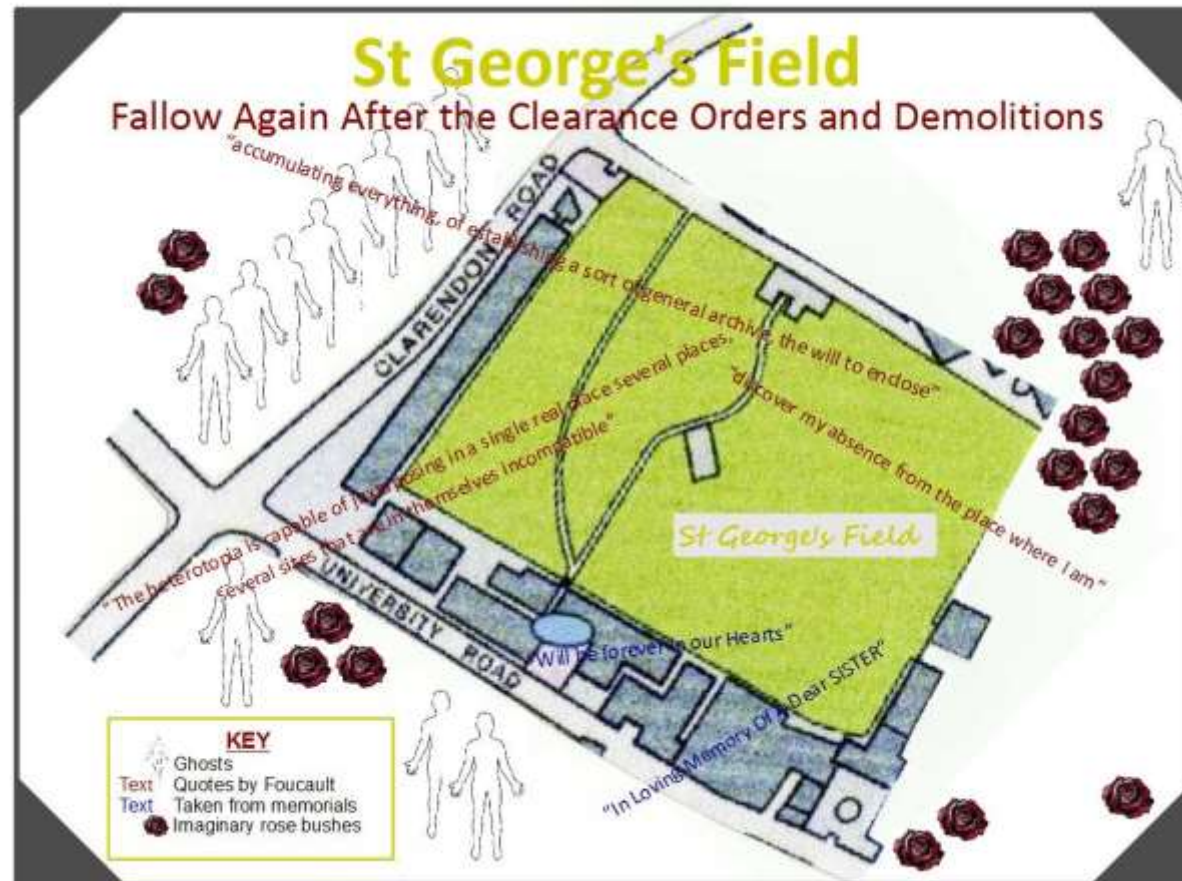 St George's Field
Fallow Again After the Clearance Orders and Demolitions
"accumulating everything, of establishing a sort of general archive, the will to enclose"
CLARENDON ROAD
"discover my absence from the place where I am"
"The heterotopia is capable of juxtaposing in a single real place several places,
several sites that are in themselves incompatible"
St George's Field
UNIVERSITY ROAD
"Will be forever in our Hearts"
"In Loving Memory Of A Dear SISTER"
KEY
Ghosts
Text Quotes by Foucault
Text Taken from memorials
Imaginary rose bushes